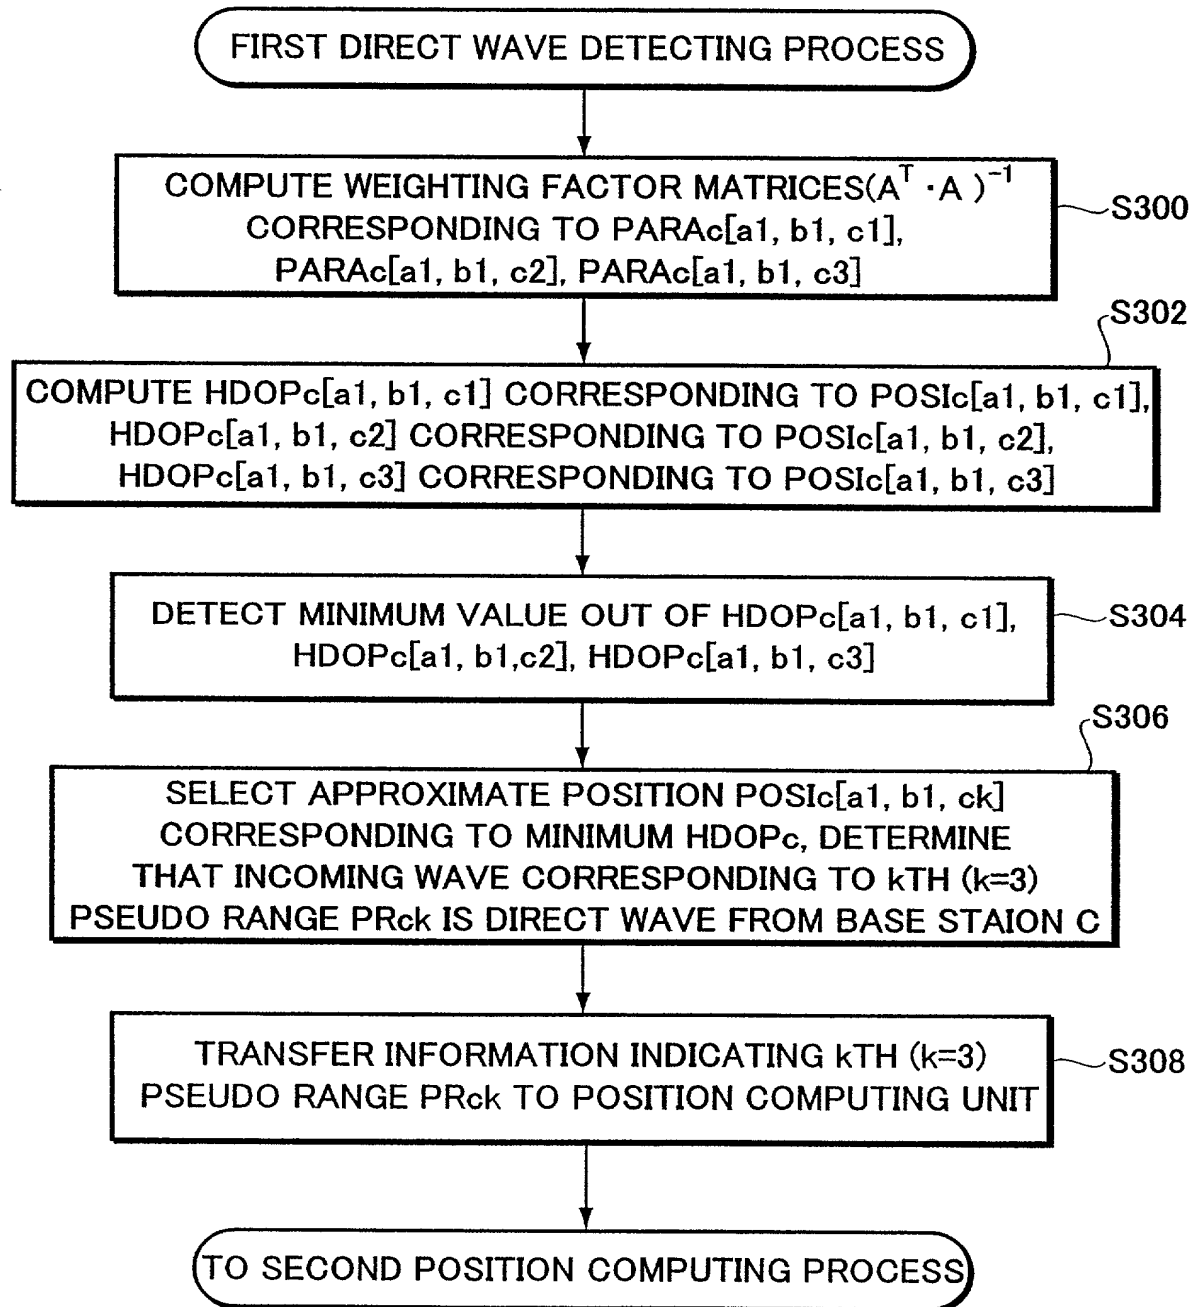 FIRST DIRECT WAVE DETECTING PROCESS
COMPUTE WEIGHTING FACTOR MATRICES(Aᵀ ·A )⁻¹
CORRESPONDING TO PARAc[a1, b1, c1],
PARAc[a1, b1, c2], PARAc[a1, b1, c3]
S300
S302
COMPUTE HDOPc[a1, b1, c1] CORRESPONDING TO POSIc[a1, b1, c1],
HDOPc[a1, b1, c2] CORRESPONDING TO POSIc[a1, b1, c2],
HDOPc[a1, b1, c3] CORRESPONDING TO POSIc[a1, b1, c3]
DETECT MINIMUM VALUE OUT OF HDOPc[a1, b1, c1],
HDOPc[a1, b1,c2], HDOPc[a1, b1, c3]
S304
S306
SELECT APPROXIMATE POSITION POSIc[a1, b1, ck]
CORRESPONDING TO MINIMUM HDOPc, DETERMINE
THAT INCOMING WAVE CORRESPONDING TO kTH (k=3)
PSEUDO RANGE PRck IS DIRECT WAVE FROM BASE STAION C
TRANSFER INFORMATION INDICATING kTH (k=3)
PSEUDO RANGE PRck TO POSITION COMPUTING UNIT
S308
TO SECOND POSITION COMPUTING PROCESS